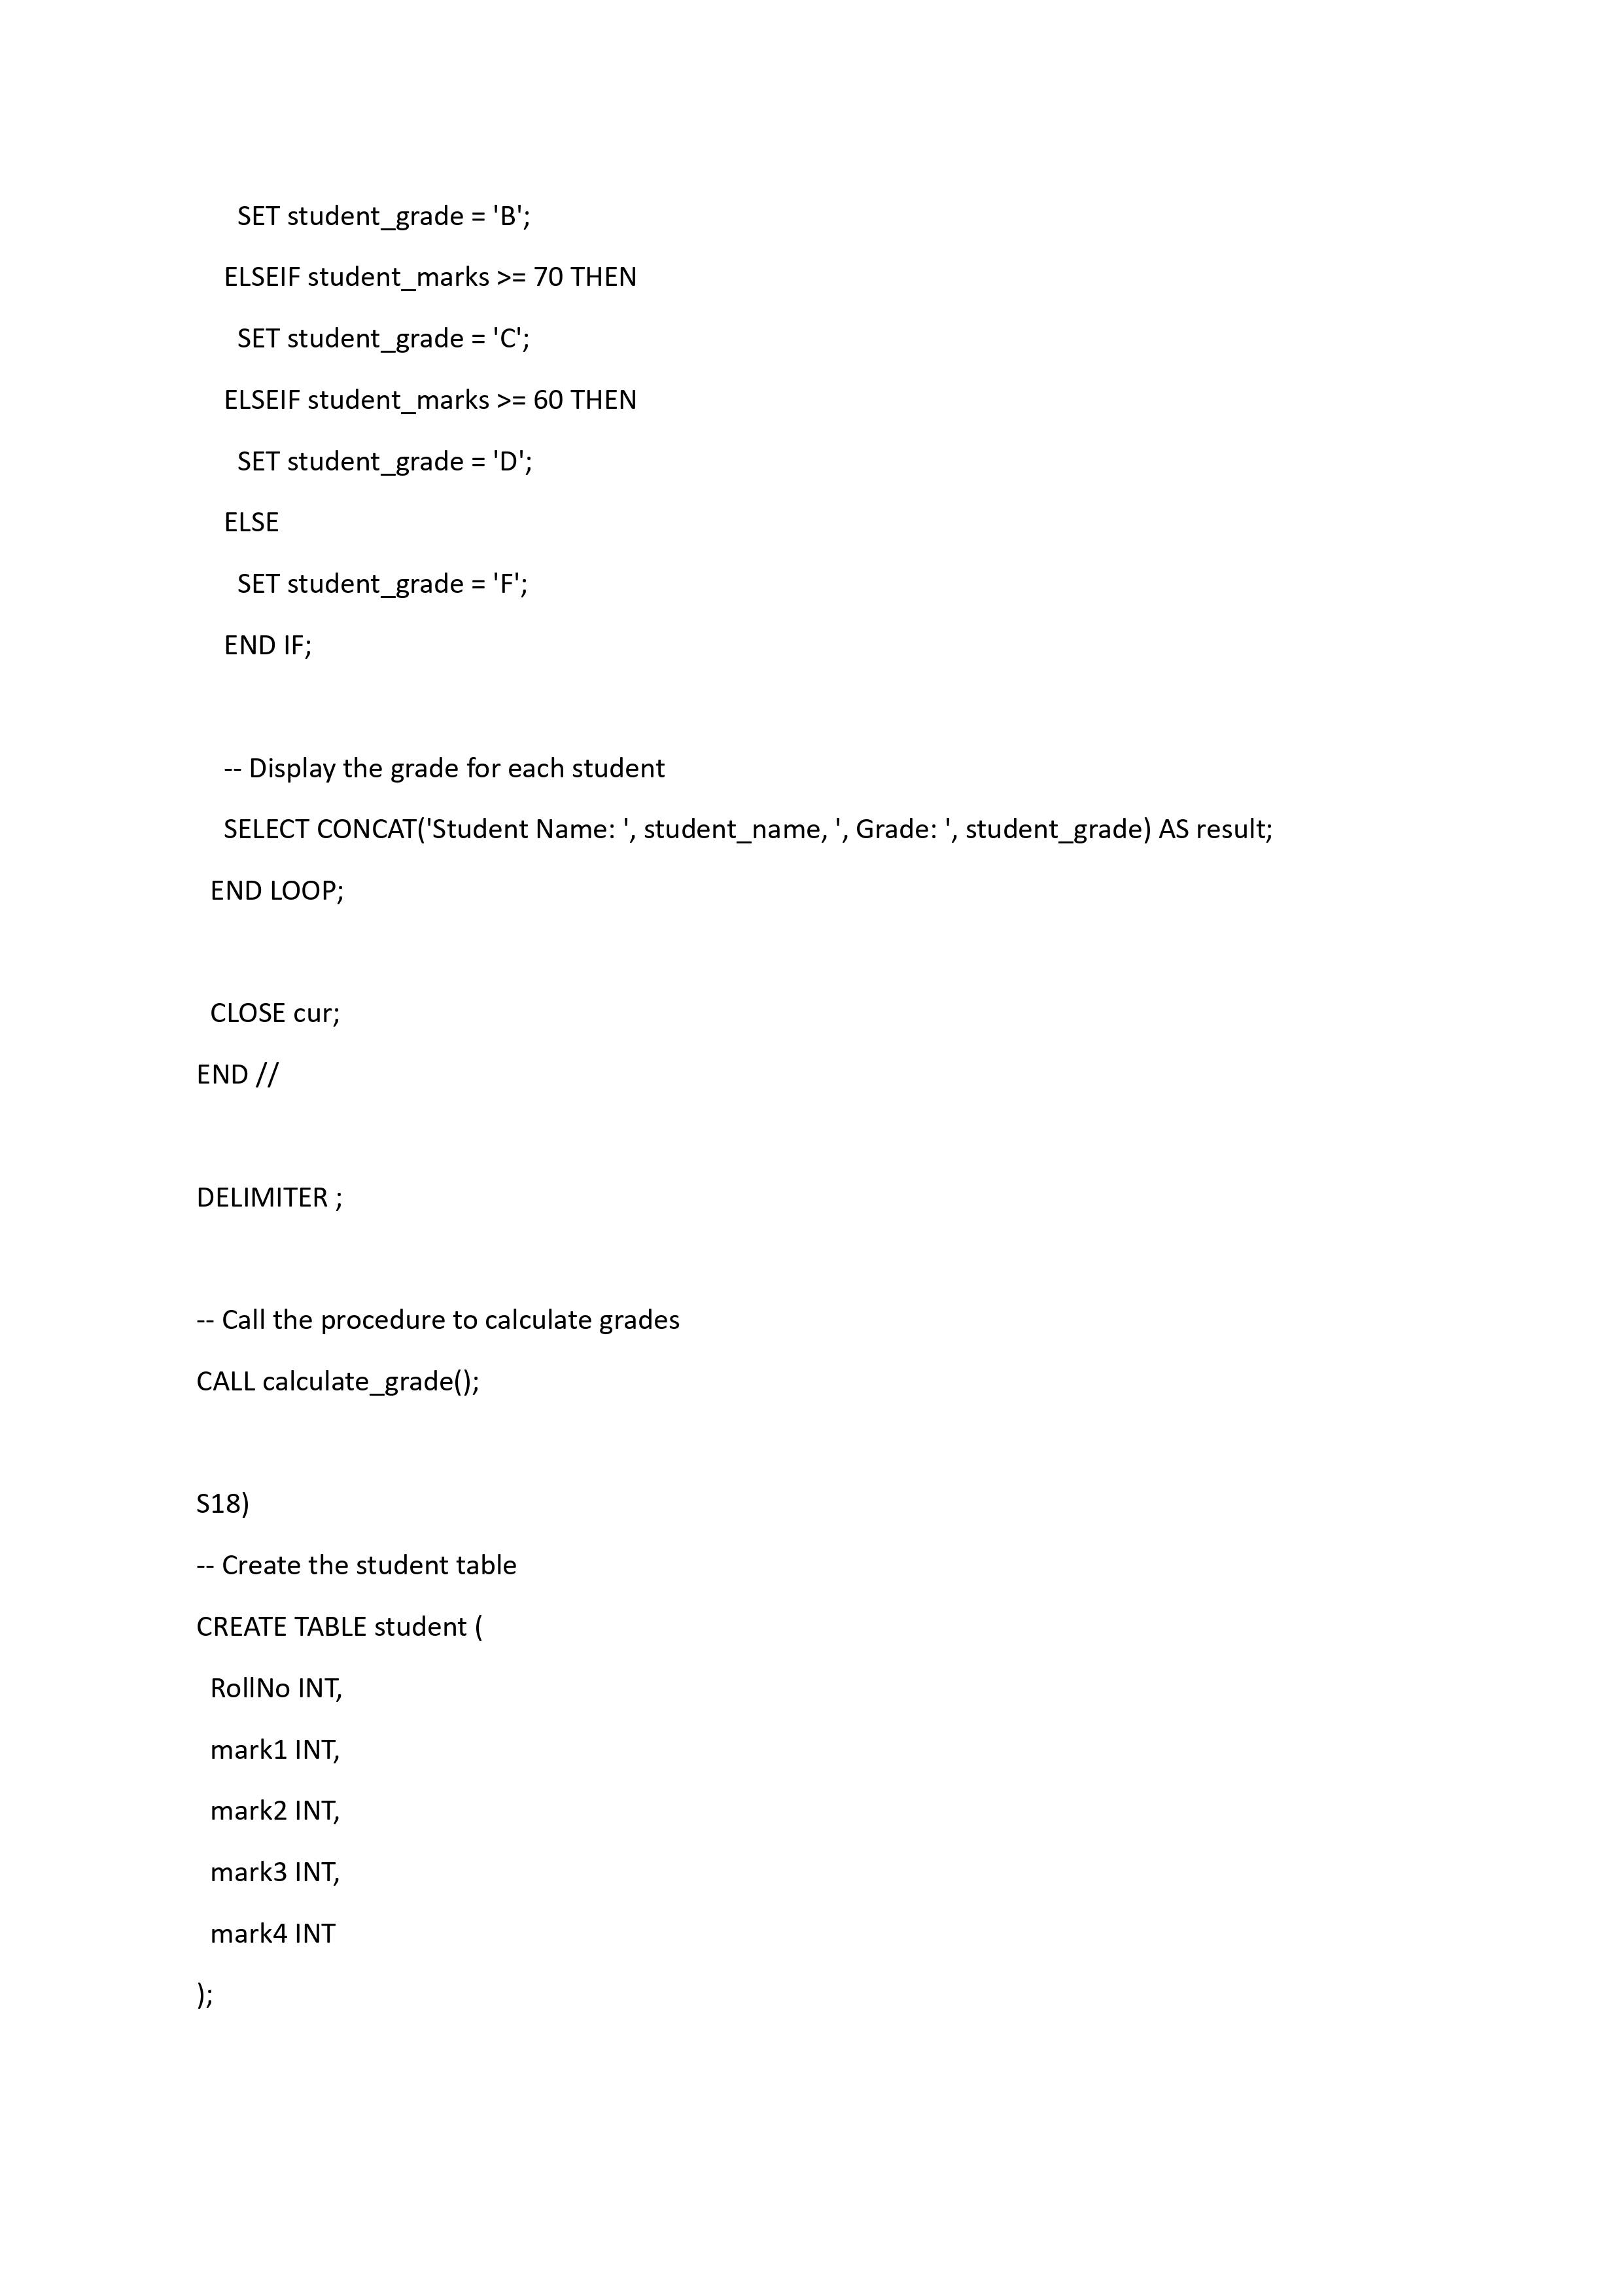 SET student_grade = 'B';
ELSEIF student_marks >= 70 THEN
SET student_grade = 'C';
ELSEIF student_marks >= 60 THEN
SET student_grade = 'D';
ELSE
SET student_grade = 'F';
END IF;
-- Display the grade for each student
SELECT CONCAT('Student Name: ', student_name, ', Grade: ', student_grade) AS result;
END LOOP;
CLOSE cur;
END //
DELIMITER ;
-- Call the procedure to calculate grades
CALL calculate_grade();
S18)
-- Create the student table
CREATE TABLE student (
RollNo INT,
mark1 INT,
mark2 INT,
mark3 INT,
mark4 INT
);